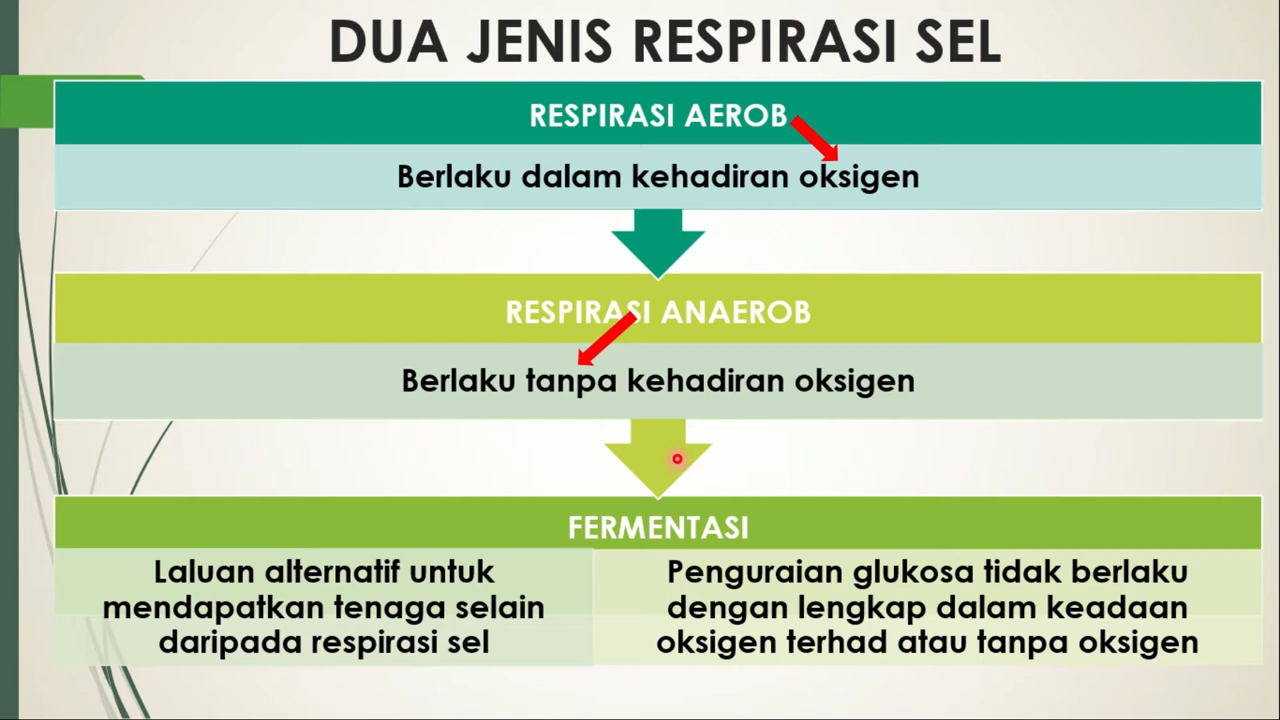 DUA JENIS RESPIRASI SEL
RESPIRASI AEROB
Berlaku dalam kehadiran oksigen
RESPIRASI ANAEROB
Berlaku tanpa kehadiran oksigen
FERMENTASI
Laluan alternatif untuk
mendapatkan tenaga selain
daripada respirasi sel
Penguraian glukosa tidak berlaku
dengan lengkap dalam keadaan
oksigen terhad atau tanpa oksigen